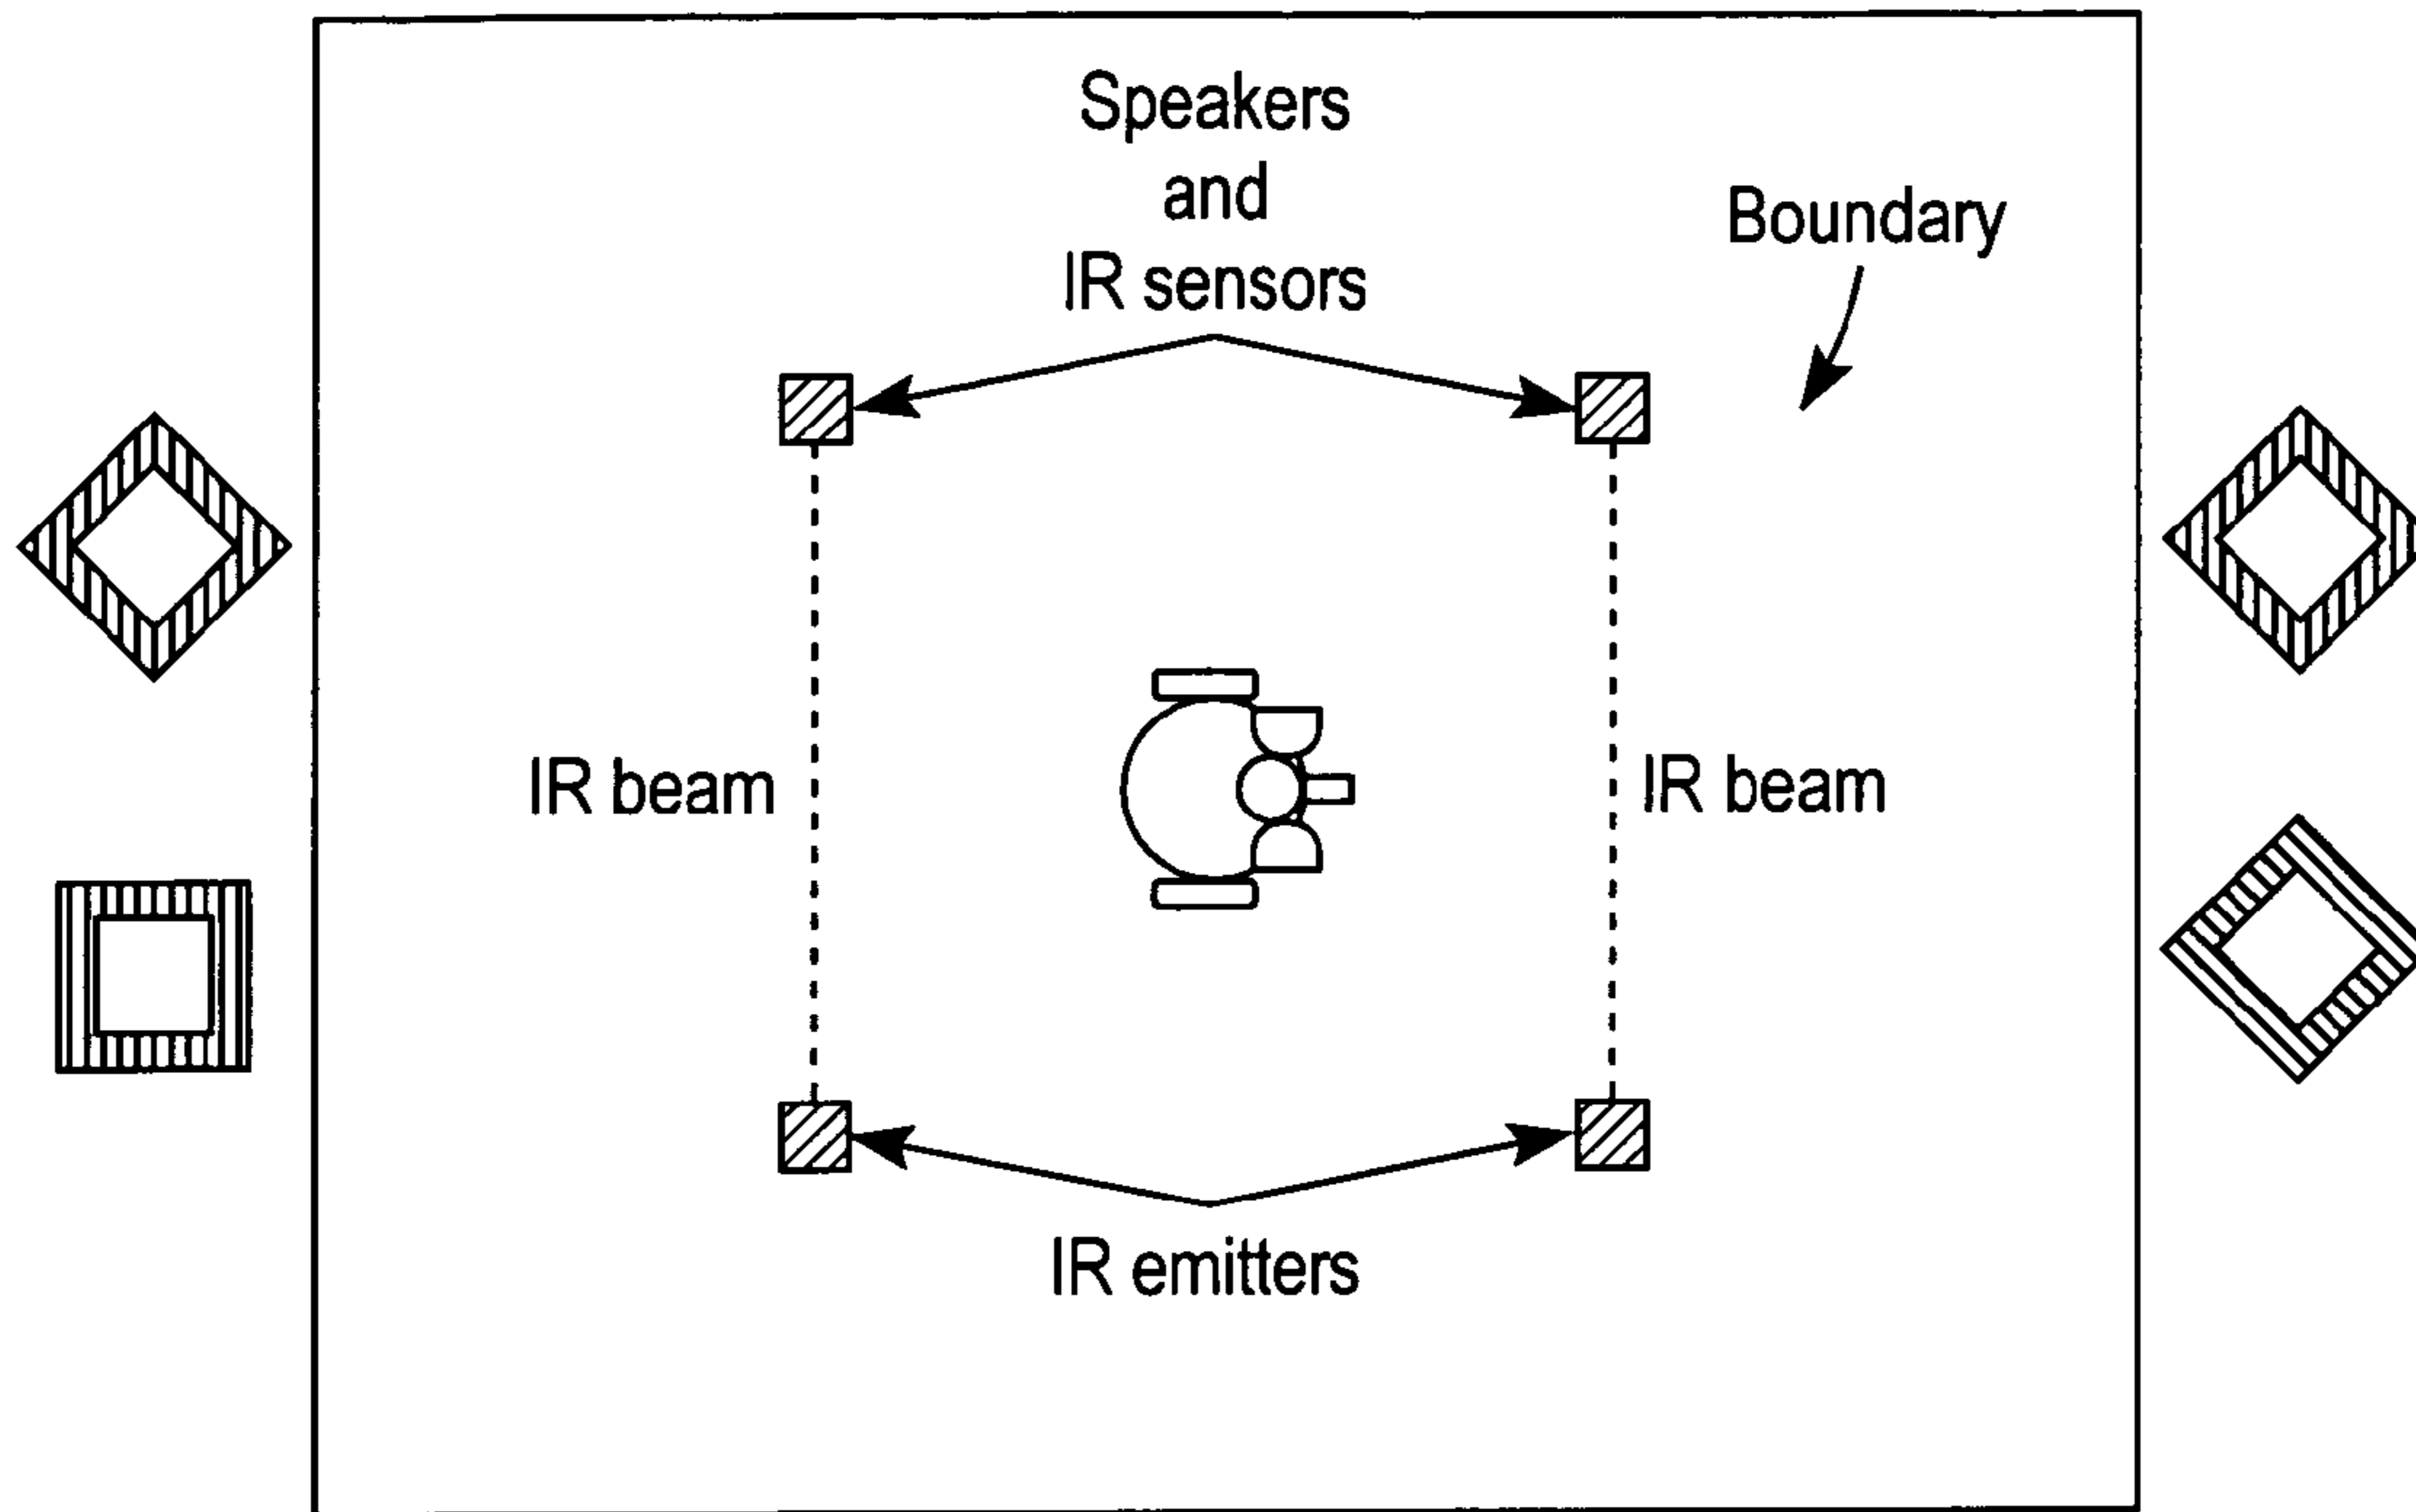 Speakers
and
IR sensors
Boundary
IR beam
IR beam
IR emitters